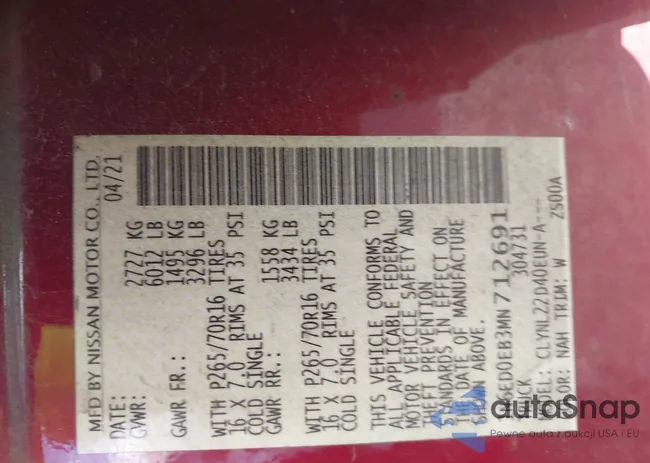 MFD BY NISSAN MOTOR CO., LTD.
DATE: 04/21
GVWR: 2727 KG
6012 LB
GAWR FR.: 1495 KG
3296 LB
WITH P265/70R16 TIRES
16 X 7.0 RIMS AT 35 PSI
COLD SINGLE
GAWR RR.: 1558 KG
3434 LB
WITH P265/70R16 TIRES
16 X 7.0 RIMS AT 35 PSI
COLD SINGLE
THIS VEHICLE CONFORMS TO
ALL APPLICABLE FEDERAL
MOTOR VEHICLE SAFETY AND
THEFT PREVENTION
STANDARDS IN EFFECT ON
THE DATE OF MANUFACTURE
SHOWN ABOVE.
ED0EB3MN712691
304731
CLYNL22D40EUN-A---
NAH TRIM: W ZS00A
autaSnap
Pewne auta z aukcji USA i EU